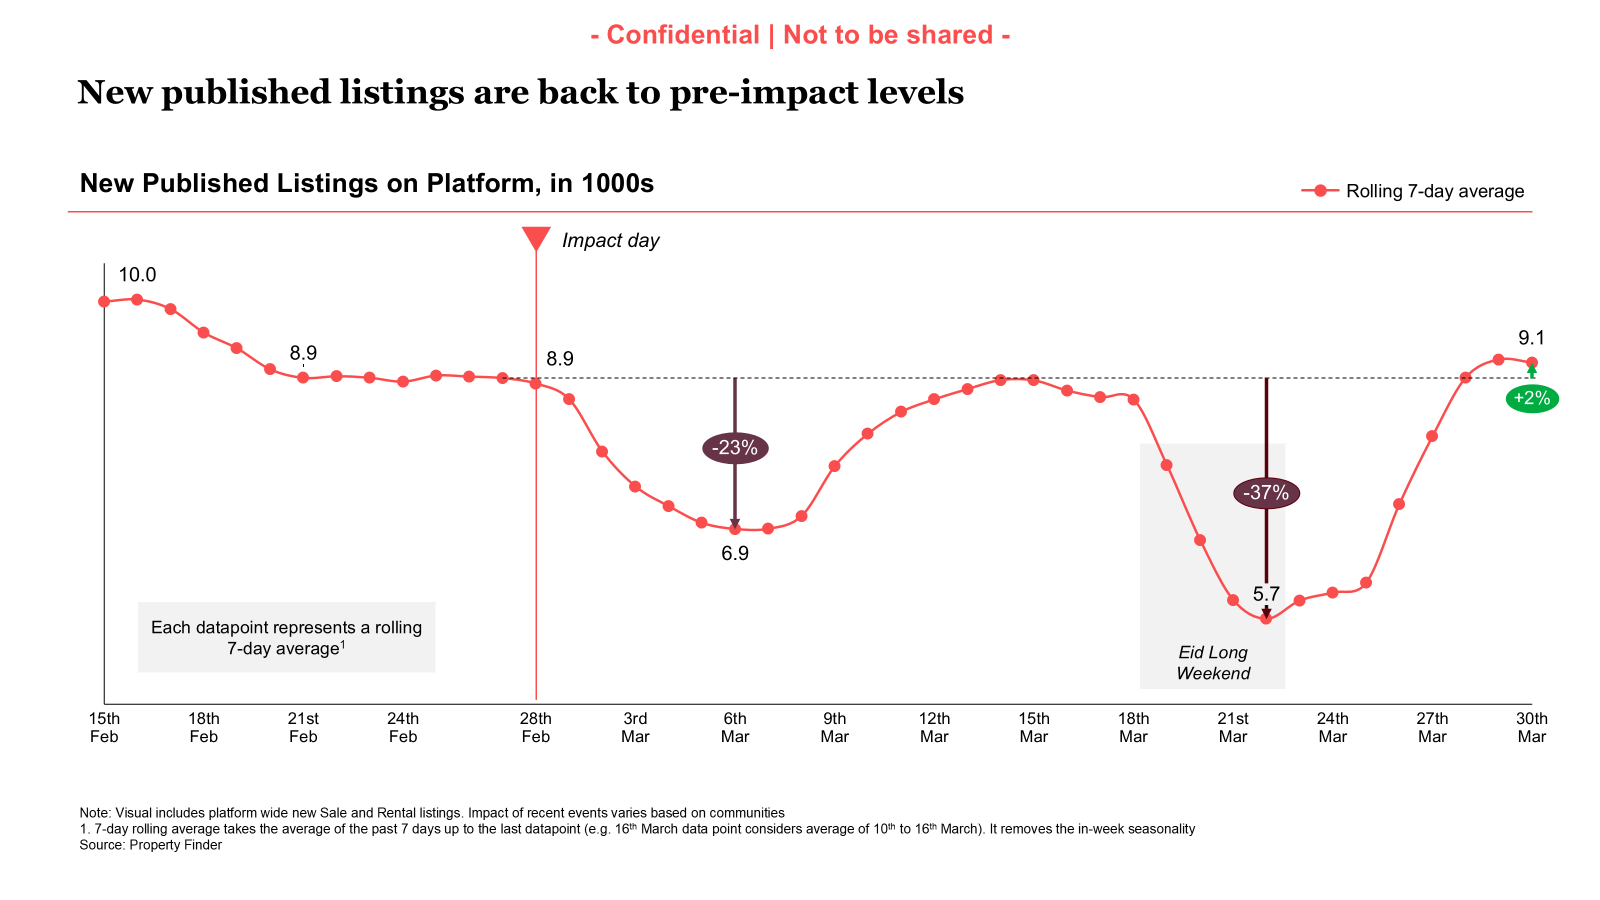 - Confidential | Not to be shared -
New published listings are back to pre-impact levels
New Published Listings on Platform, in 1000s
Rolling 7-day average
Impact day
10.0
8.9
8.9
9.1
+2%
-23%
-37%
6.9
5.7
Each datapoint represents a rolling
7-day average¹
Eid Long
Weekend
15th Feb
18th Feb
21st Feb
24th Feb
28th Feb
3rd Mar
6th Mar
9th Mar
12th Mar
15th Mar
18th Mar
21st Mar
24th Mar
27th Mar
30th Mar
Note: Visual includes platform wide new Sale and Rental listings. Impact of recent events varies based on communities
1. 7-day rolling average takes the average of the past 7 days up to the last datapoint (e.g. 16th March data point considers average of 10th to 16th March). It removes the in-week seasonality
Source: Property Finder